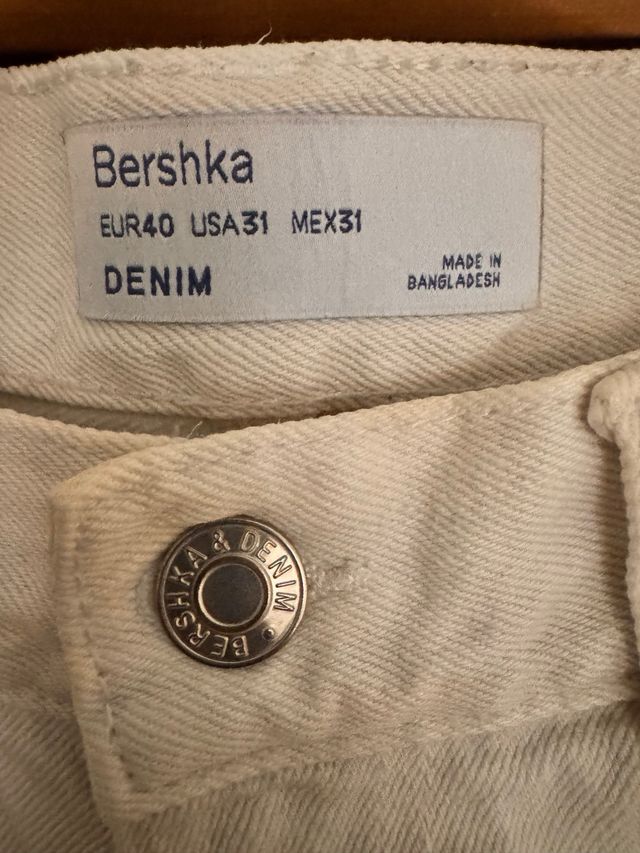 Bershka
EUR40 USA31 MEX31
DENIM
MADE IN
BANGLADESH
BERSHKA & DENIM •